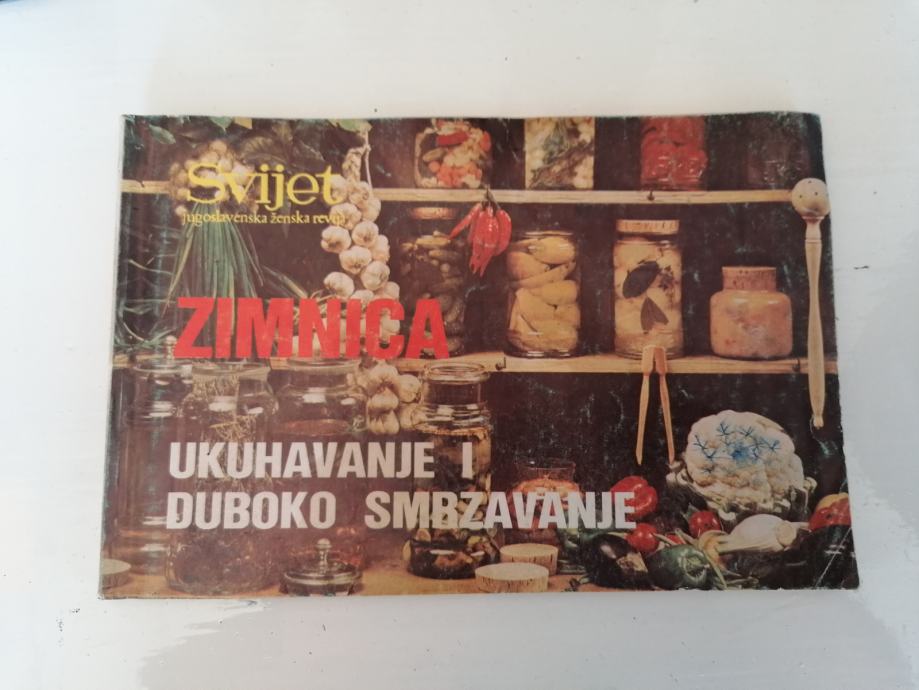 Svijet
jugoslavenska ženska revija
ZIMNICA
UKUHAVANJE I
DUBOKO SMRZAVANJE